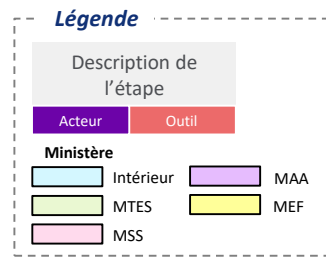 Légende
Description de
l’étape
Acteur Outil
Ministère
Intérieur MAA
MTES MEF
MSS